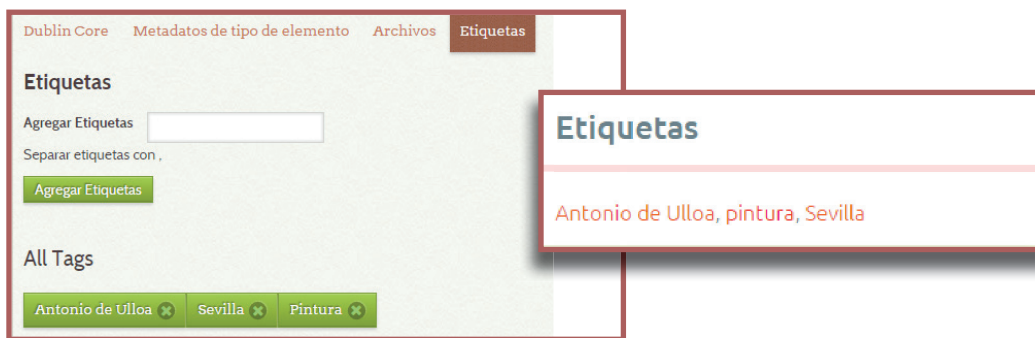 Dublin Core Metadatos de tipo de elemento Archivos Etiquetas
Etiquetas
Agregar Etiquetas
Separar etiquetas con ,
Agregar Etiquetas
All Tags
Antonio de Ulloa Sevilla Pintura
Etiquetas
Antonio de Ulloa, pintura, Sevilla